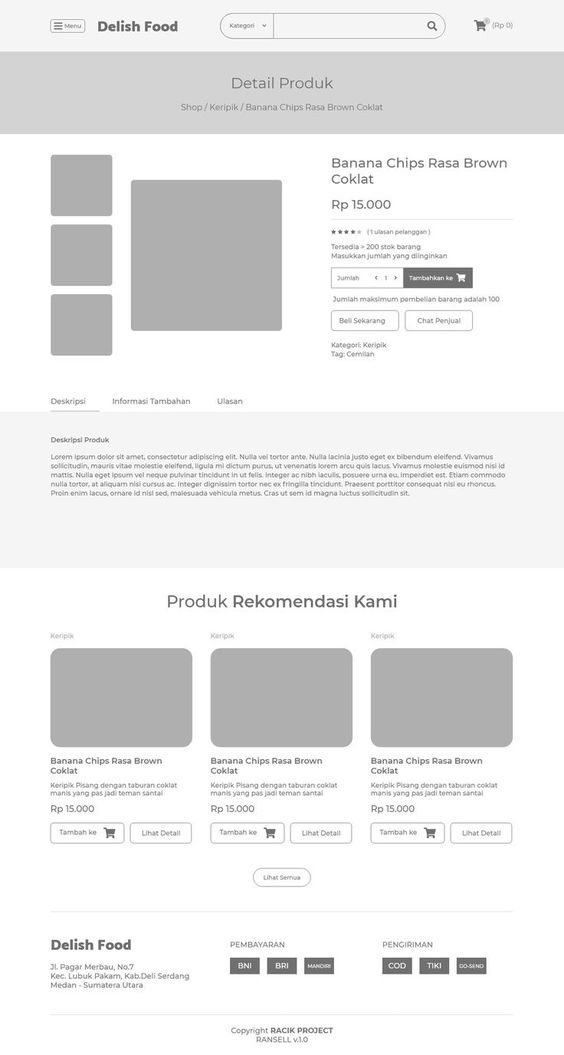 Menu
Delish Food
Kategori
0
(Rp 0)
Detail Produk
Shop / Keripik / Banana Chips Rasa Brown Coklat
Banana Chips Rasa Brown
Coklat
Rp 15.000
( 1 ulasan pelanggan )
Tersedia > 200 stok barang
Masukkan jumlah yang diinginkan
Jumlah < 1 > Tambahkan ke
Jumlah maksimum pembelian barang adalah 100
Beli Sekarang
Chat Penjual
Kategori: Keripik
Tag: Cemilan
Deskripsi
Informasi Tambahan
Ulasan
Deskripsi Produk
Lorem ipsum dolor sit amet, consectetur adipiscing elit. Nulla vel tortor ante. Nulla lacinia justo eget ex bibendum eleifend. Vivamus
sollicitudin, mauris vitae molestie eleifend, ligula mi dictum purus, ut venenatis lorem arcu quis lacus. Vivamus molestie euismod nisi id
mattis. Nulla eget ipsum vel neque pulvinar tincidunt in ut felis. Integer ac nibh iaculis, posuere urna eu, imperdiet est. Etiam commodo
nulla tortor, at aliquam nisi cursus ac. Integer dignissim tortor nec ex fringilla tincidunt. Praesent porttitor consequat nisi eu rhoncus.
Proin enim lacus, ornare id nisl sed, malesuada vehicula metus. Cras ut sem id magna luctus sollicitudin sit.
Produk Rekomendasi Kami
Keripik
Banana Chips Rasa Brown
Coklat
Keripik Pisang dengan taburan coklat
manis yang pas jadi teman santai
Rp 15.000
Tambah ke
Lihat Detail
Keripik
Banana Chips Rasa Brown
Coklat
Keripik Pisang dengan taburan coklat
manis yang pas jadi teman santai
Rp 15.000
Tambah ke
Lihat Detail
Keripik
Banana Chips Rasa Brown
Coklat
Keripik Pisang dengan taburan coklat
manis yang pas jadi teman santai
Rp 15.000
Tambah ke
Lihat Detail
Lihat Semua
Delish Food
Jl. Pagar Merbau, No.7
Kec. Lubuk Pakam, Kab.Deli Serdang
Medan - Sumatera Utara
PEMBAYARAN
BNI
BRI
MANDIRI
PENGIRIMAN
COD
TIKI
GO-SEND
Copyright RACIK PROJECT
RANSELL v.1.0